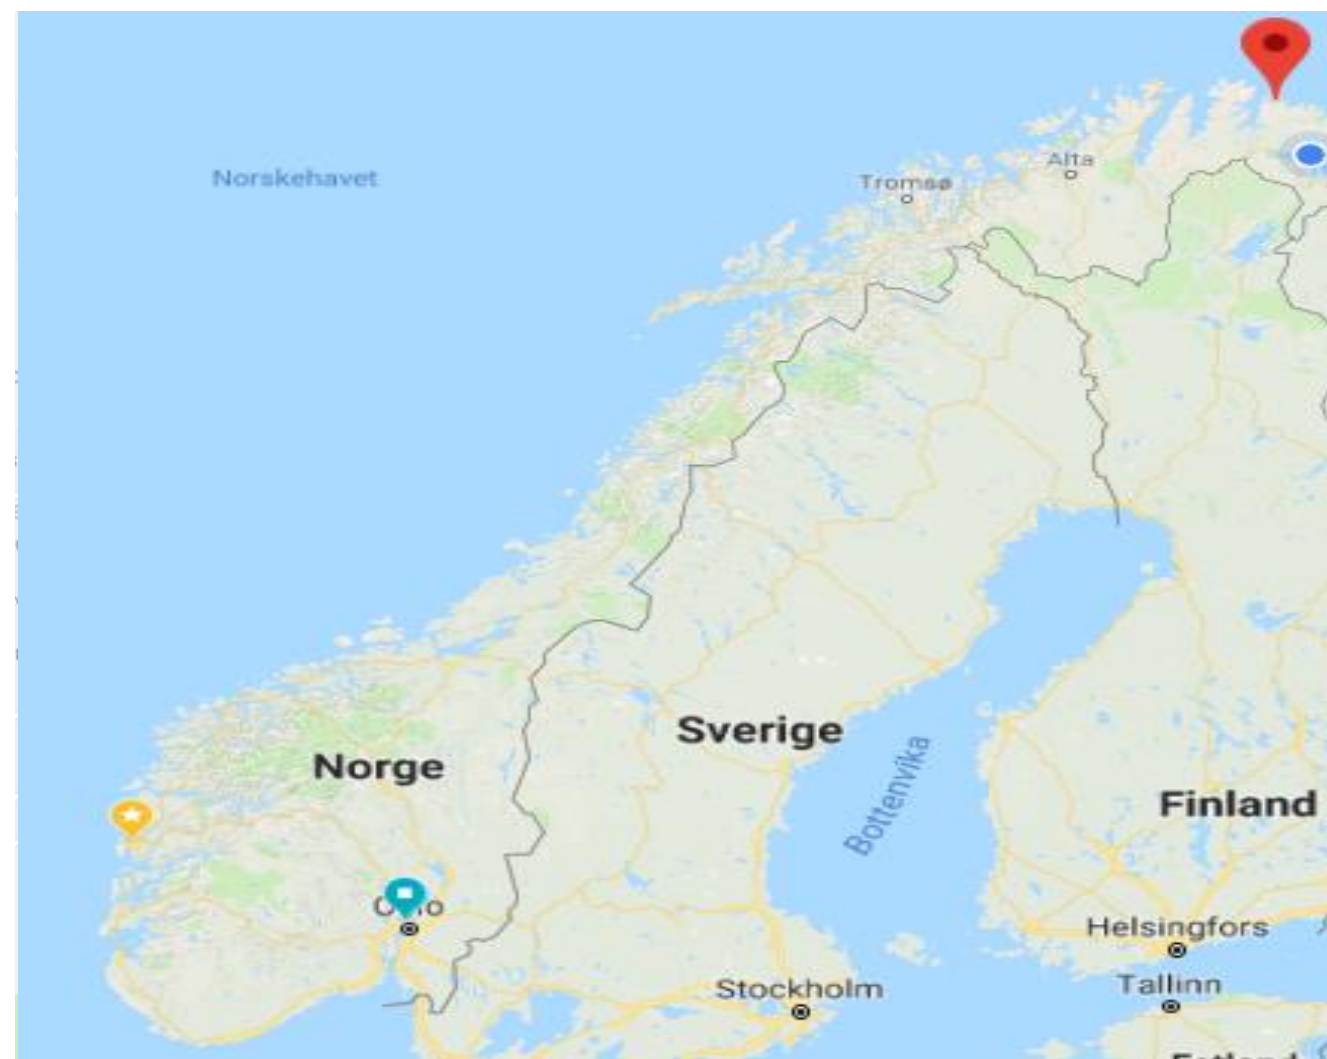 Norskehavet
Alta
Tromsø
Sverige
Norge
Bottenvika
Finland
Helsingfors
Stockholm
Tallinn